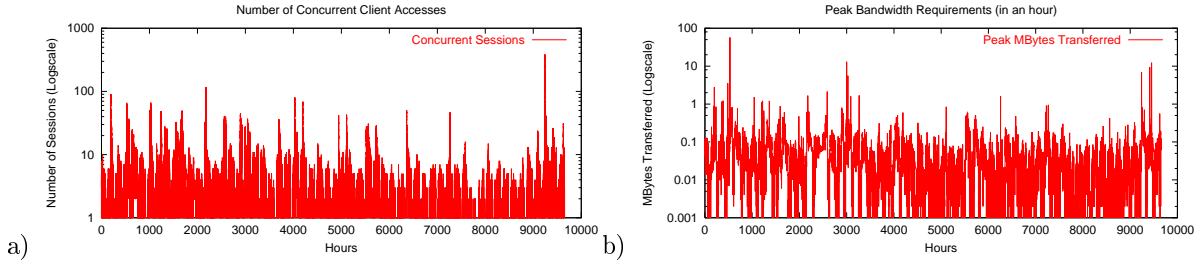 Number of Concurrent Client Accesses
Number of Sessions (Logscale)
1000
100
10
1
Concurrent Sessions
0 1000 2000 3000 4000 5000 6000 7000 8000 9000 10000
Hours
a)
Peak Bandwidth Requirements (in an hour)
MBytes Transferred (Logscale)
100
10
1
0.1
0.01
0.001
Peak MBytes Transferred
0 1000 2000 3000 4000 5000 6000 7000 8000 9000 10000
Hours
b)